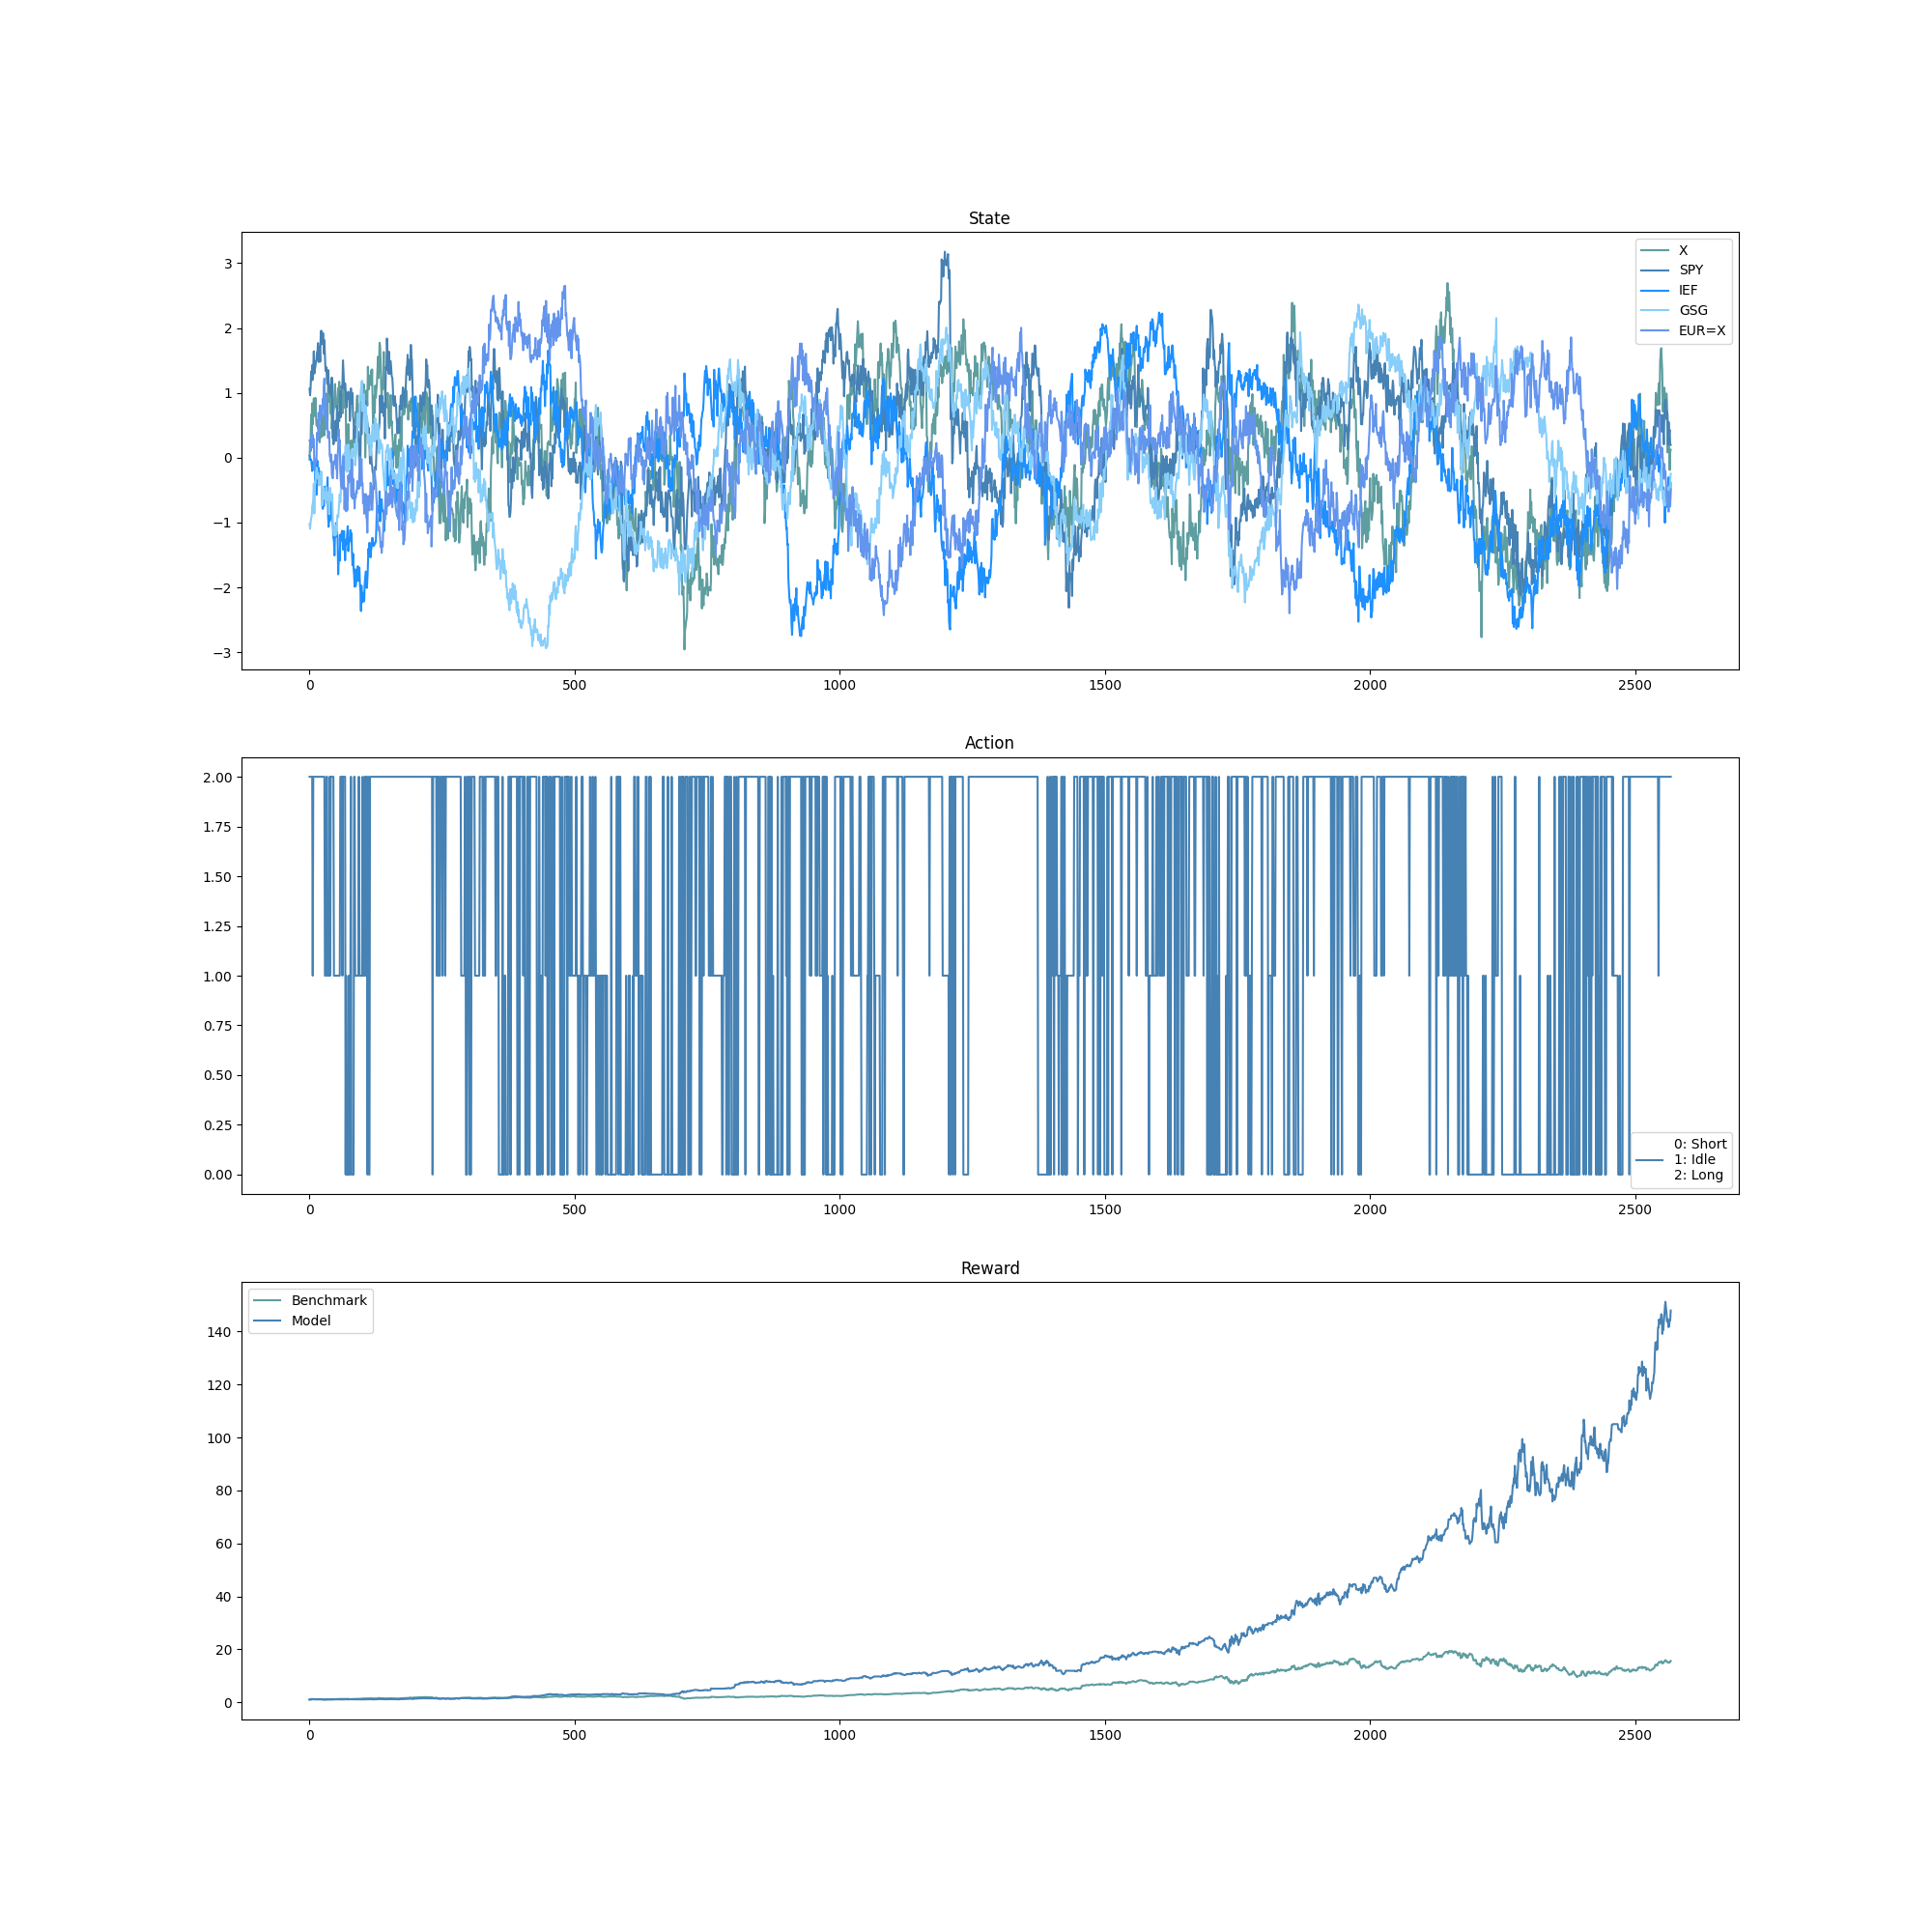 State
3
2
1
0
−1
−2
−3
0 500 1000 1500 2000 2500
X
SPY
IEF
GSG
EUR=X
Action
2.00
1.75
1.50
1.25
1.00
0.75
0.50
0.25
0.00
0 500 1000 1500 2000 2500
0: Short
1: Idle
2: Long
Reward
Benchmark
Model
140
120
100
80
60
40
20
0
0 500 1000 1500 2000 2500